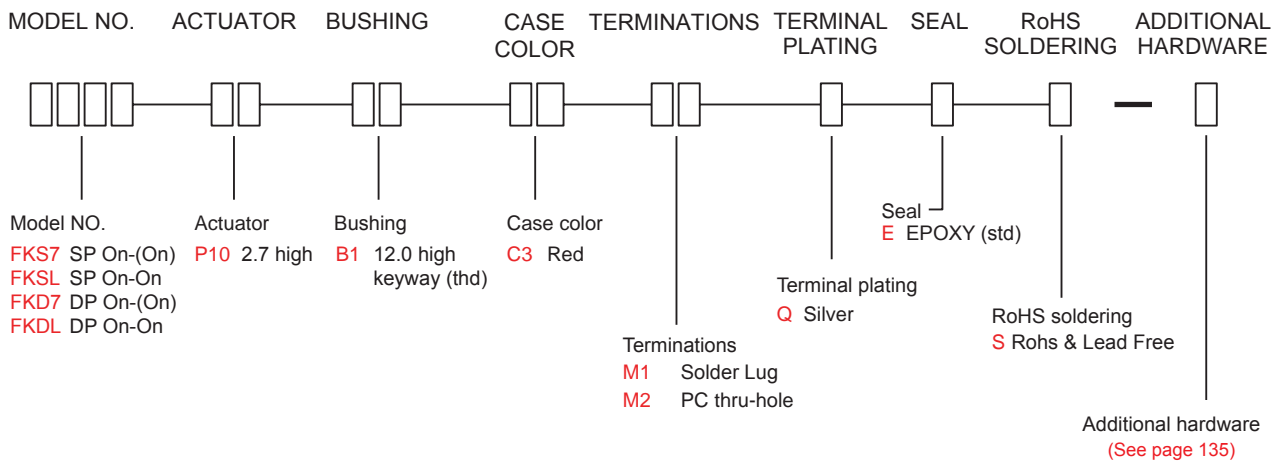 MODEL NO.
ACTUATOR
BUSHING
CASE
COLOR
TERMINATIONS
TERMINAL
PLATING
SEAL
RoHS
SOLDERING
ADDITIONAL
HARDWARE
Model NO.
FKS7 SP On-(On)
FKSL SP On-On
FKD7 DP On-(On)
FKDL DP On-On
Actuator
P10 2.7 high
Bushing
B1 12.0 high
keyway (thd)
Case color
C3 Red
Terminations
M1 Solder Lug
M2 PC thru-hole
Terminal plating
Q Silver
Seal
E EPOXY (std)
RoHS soldering
S Rohs & Lead Free
Additional hardware
(See page 135)